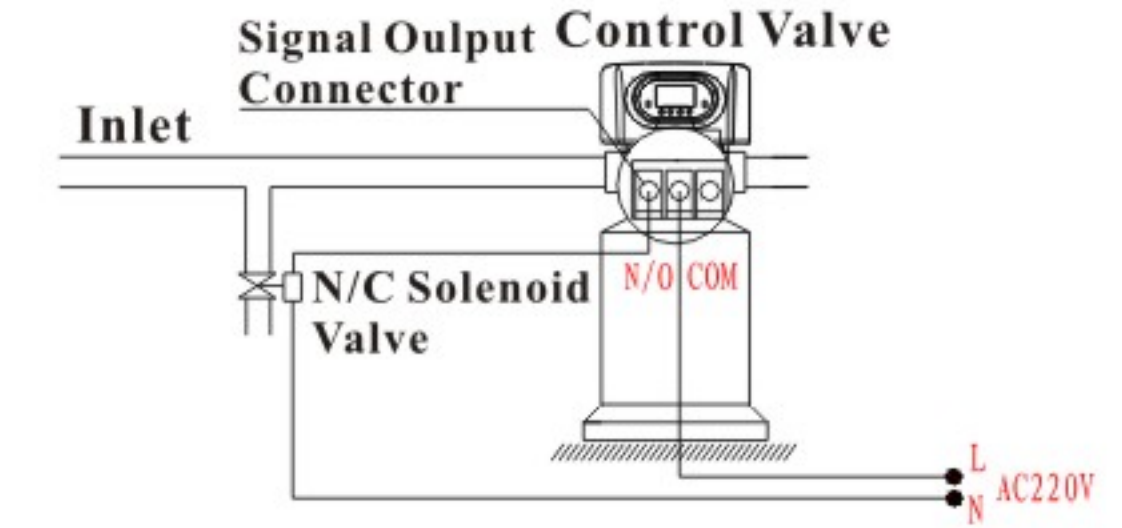 Signal Oulput
Connector
Control Valve
Inlet
N/O COM
N/C Solenoid
Valve
L
N
AC220V